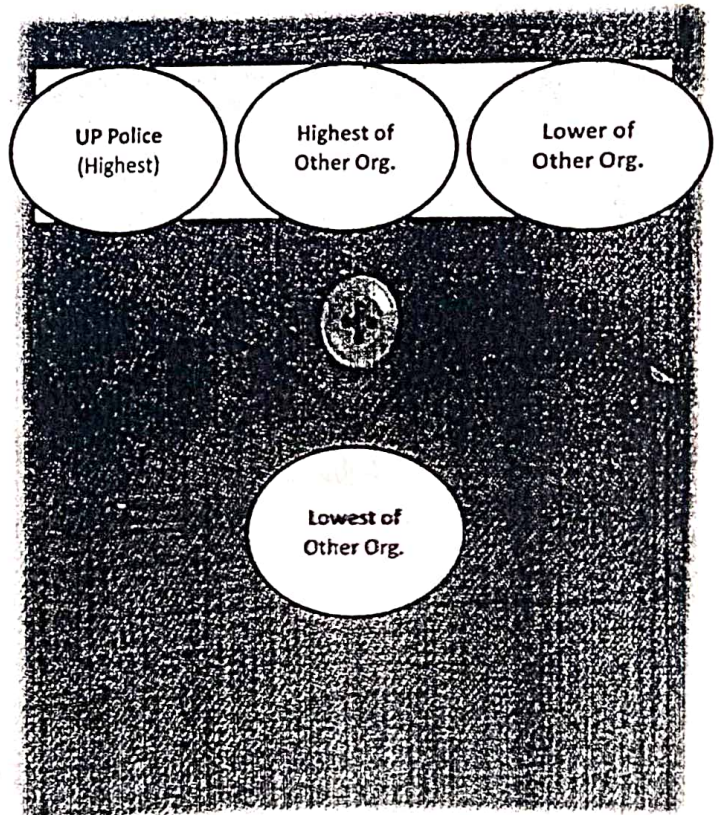 UP Police
(Highest)
Highest of
Other Org.
Lower of
Other Org.
Lowest of
Other Org.